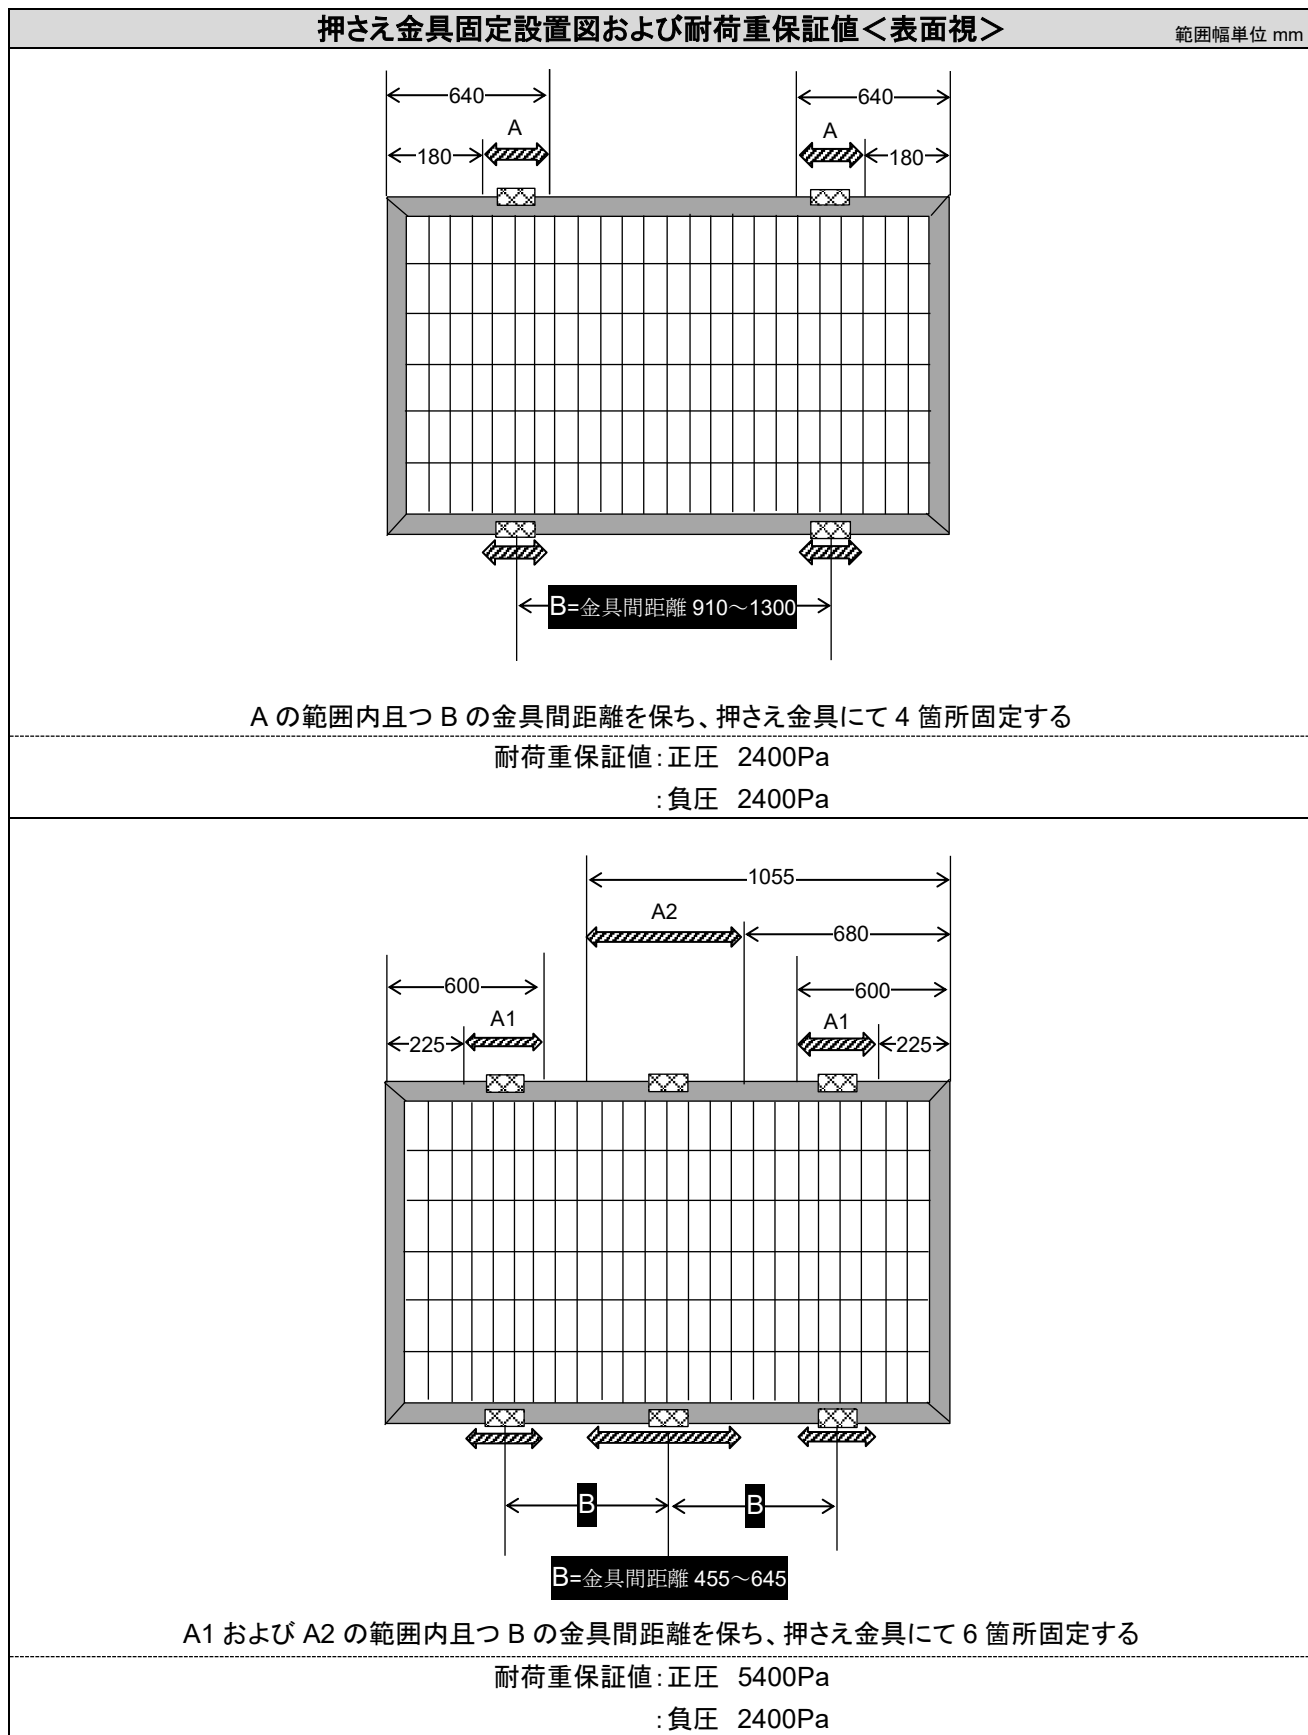 押さえ金具固定設置図および耐荷重保証値＜表面視＞ 範囲幅単位 mm
640 640
A A
180 180
B=金具間距離 910～1300
A の範囲内且つ B の金具間距離を保ち、押さえ金具にて 4 箇所固定する
耐荷重保証値：正圧 2400Pa
：負圧 2400Pa
1055
A2
680
600 600
A1 A1
225 225
B B
B=金具間距離 455～645
A1 および A2 の範囲内且つ B の金具間距離を保ち、押さえ金具にて 6 箇所固定する
耐荷重保証値：正圧 5400Pa
：負圧 2400Pa